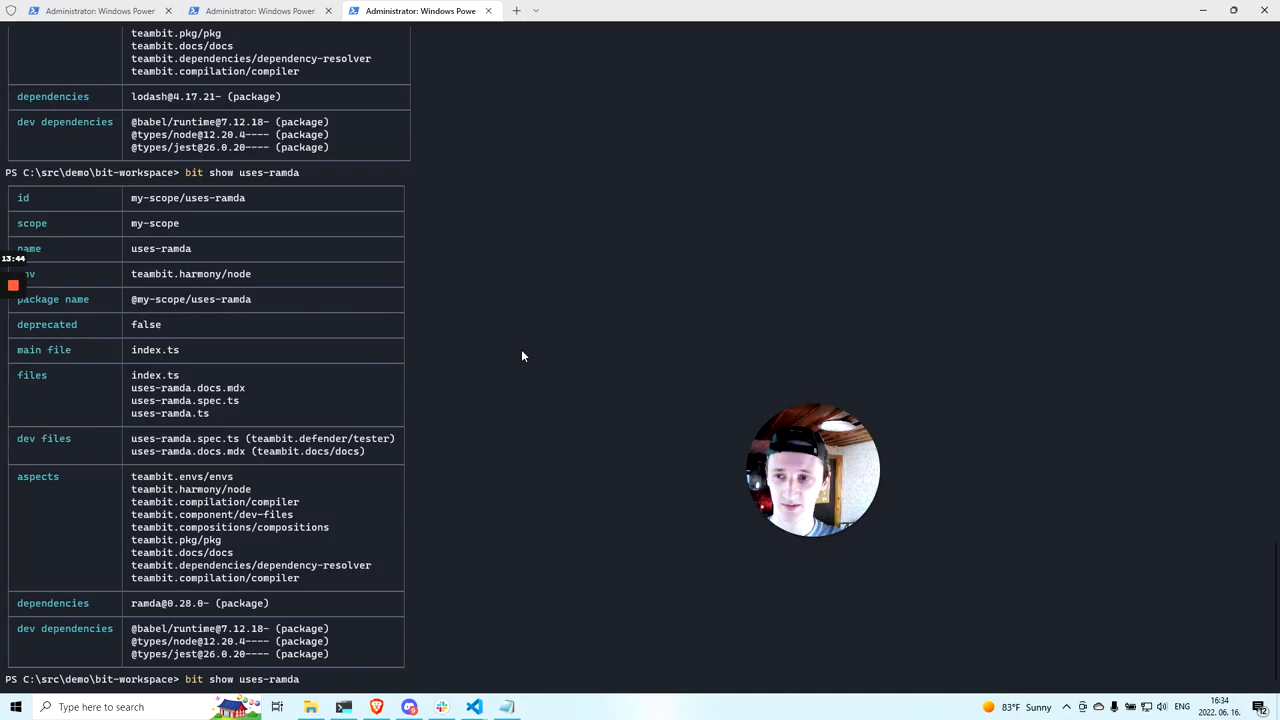 Administrator: Windows Powe Administrator: Windows Powe Administrator: Windows Powe
teambit.pkg/pkg
teambit.docs/docs
teambit.dependencies/dependency-resolver
teambit.compilation/compiler
dependencies lodash@4.17.21- (package)
dev dependencies @babel/runtime@7.12.18- (package)
@types/node@12.20.4---- (package)
@types/jest@26.0.20---- (package)
PS C:\src\demo\bit-workspace> bit show uses-ramda
id my-scope/uses-ramda
scope my-scope
name uses-ramda
13:44
nv teambit.harmony/node
package name @my-scope/uses-ramda
deprecated false
main file index.ts
files index.ts
uses-ramda.docs.mdx
uses-ramda.spec.ts
uses-ramda.ts
dev files uses-ramda.spec.ts (teambit.defender/tester)
uses-ramda.docs.mdx (teambit.docs/docs)
aspects teambit.envs/envs
teambit.harmony/node
teambit.compilation/compiler
teambit.component/dev-files
teambit.compositions/compositions
teambit.pkg/pkg
teambit.docs/docs
teambit.dependencies/dependency-resolver
teambit.compilation/compiler
dependencies ramda@0.28.0- (package)
dev dependencies @babel/runtime@7.12.18- (package)
@types/node@12.20.4---- (package)
@types/jest@26.0.20---- (package)
PS C:\src\demo\bit-workspace> bit show uses-ramda
Type here to search 83°F Sunny ENG 16:34
2022. 06. 16. 12